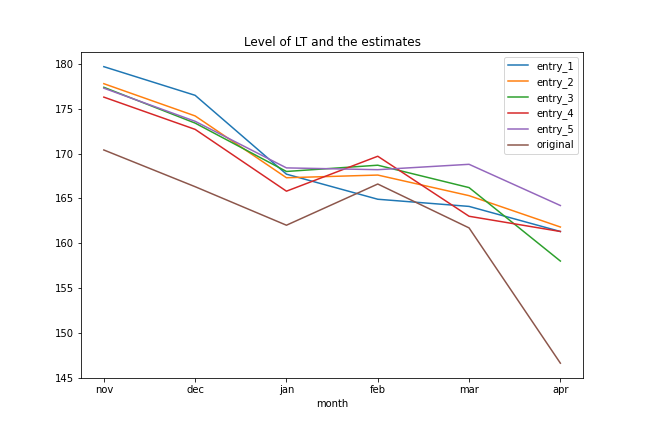 Level of LT and the estimates
180
175
170
165
160
155
150
145
entry_1
entry_2
entry_3
entry_4
entry_5
original
nov dec jan feb mar apr
month